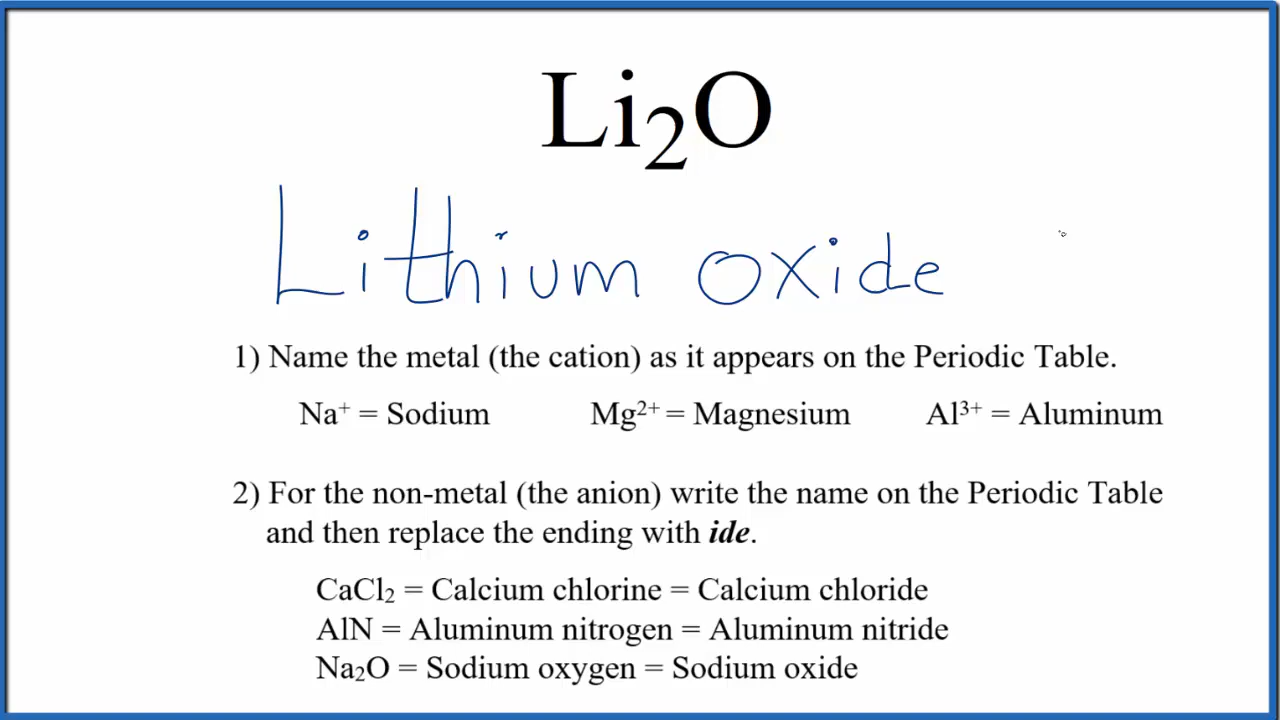 Li₂O
Lithium oxide
1) Name the metal (the cation) as it appears on the Periodic Table.
Na⁺ = Sodium Mg²⁺ = Magnesium Al³⁺ = Aluminum
2) For the non-metal (the anion) write the name on the Periodic Table
and then replace the ending with ide.
CaCl₂ = Calcium chlorine = Calcium chloride
AlN = Aluminum nitrogen = Aluminum nitride
Na₂O = Sodium oxygen = Sodium oxide